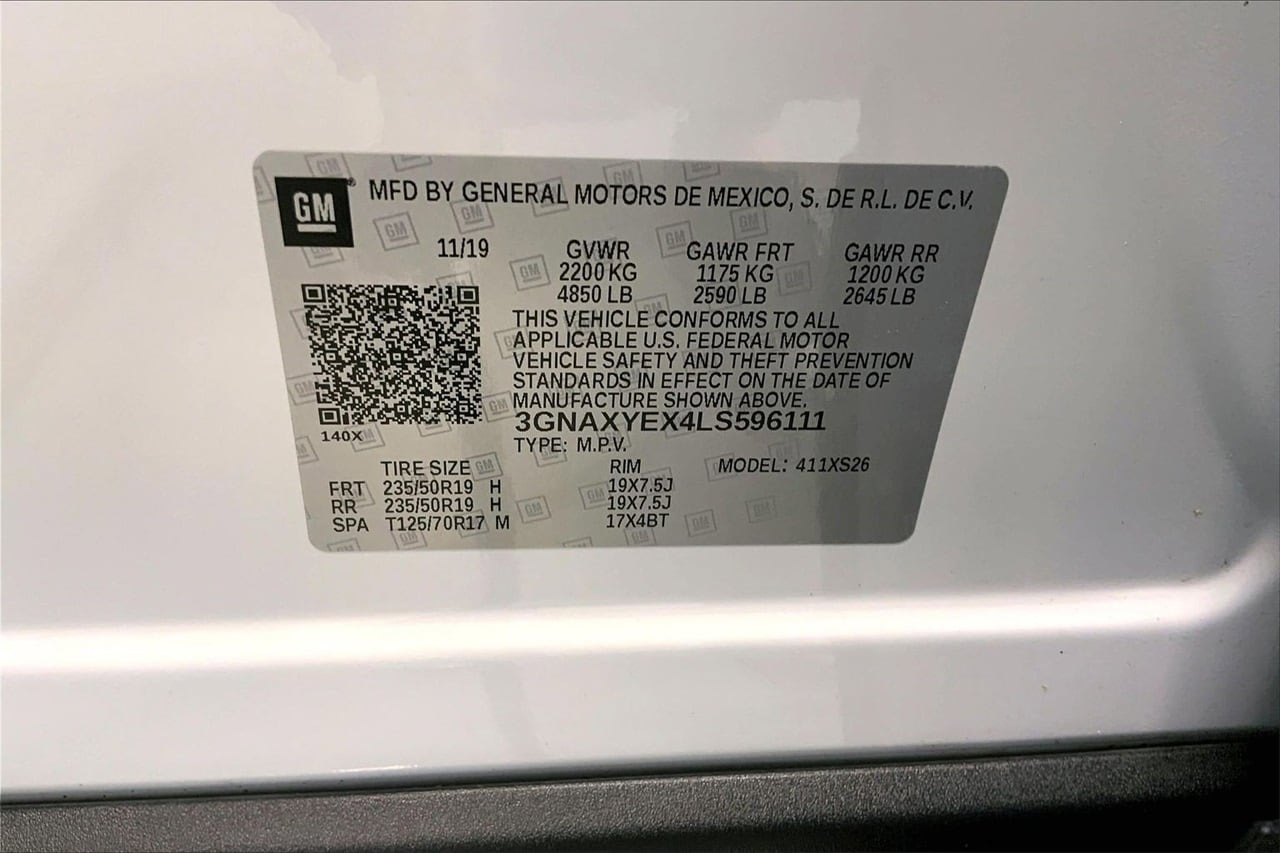 GM® MFD BY GENERAL MOTORS DE MEXICO, S. DE R.L. DE C.V.
11/19 GVWR GAWR FRT GAWR RR
2200 KG 1175 KG 1200 KG
4850 LB 2590 LB 2645 LB
THIS VEHICLE CONFORMS TO ALL
APPLICABLE U.S. FEDERAL MOTOR
VEHICLE SAFETY AND THEFT PREVENTION
STANDARDS IN EFFECT ON THE DATE OF
MANUFACTURE SHOWN ABOVE.
3GNAXYEX4LS596111
140X
TYPE: M.P.V.
TIRE SIZE RIM MODEL: 411XS26
FRT 235/50R19 H 19X7.5J
RR 235/50R19 H 19X7.5J
SPA T125/70R17 M 17X4BT